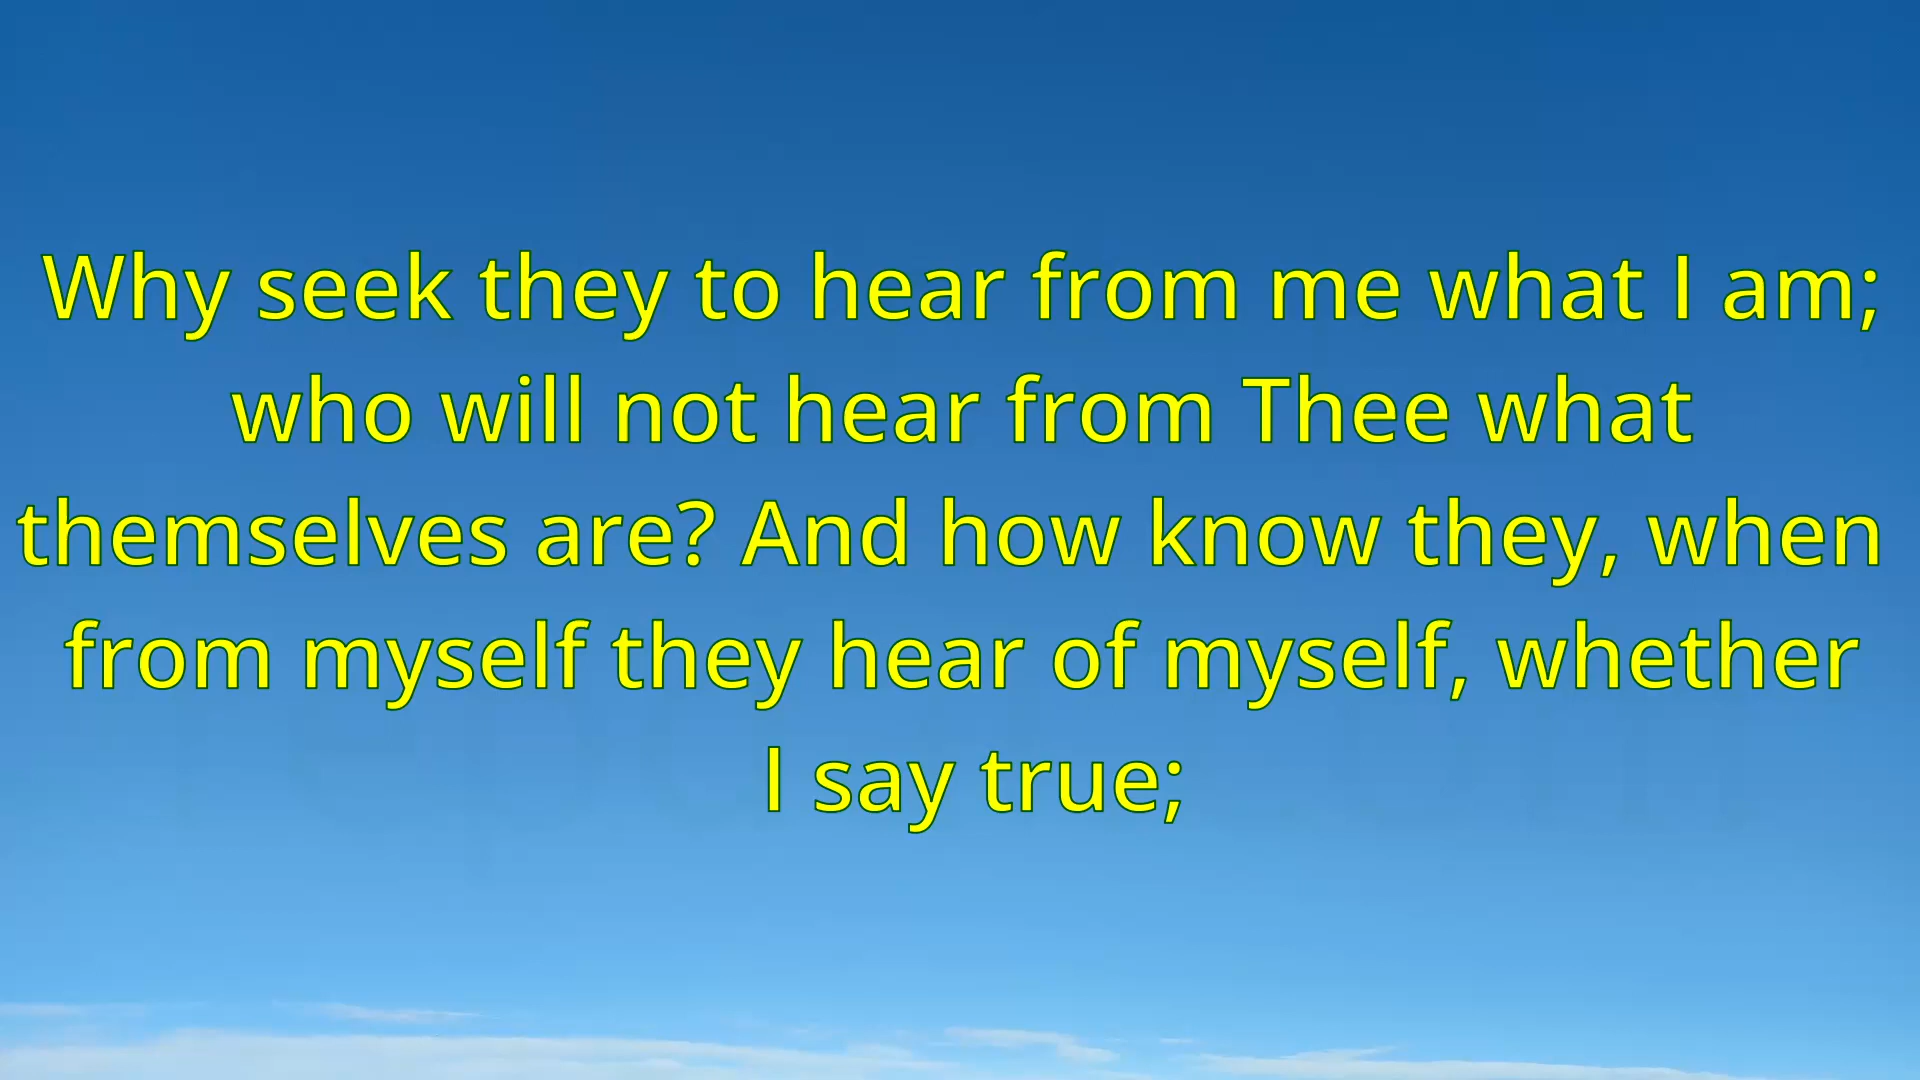 Why seek they to hear from me what I am;
who will not hear from Thee what
themselves are? And how know they, when
from myself they hear of myself, whether
I say true;